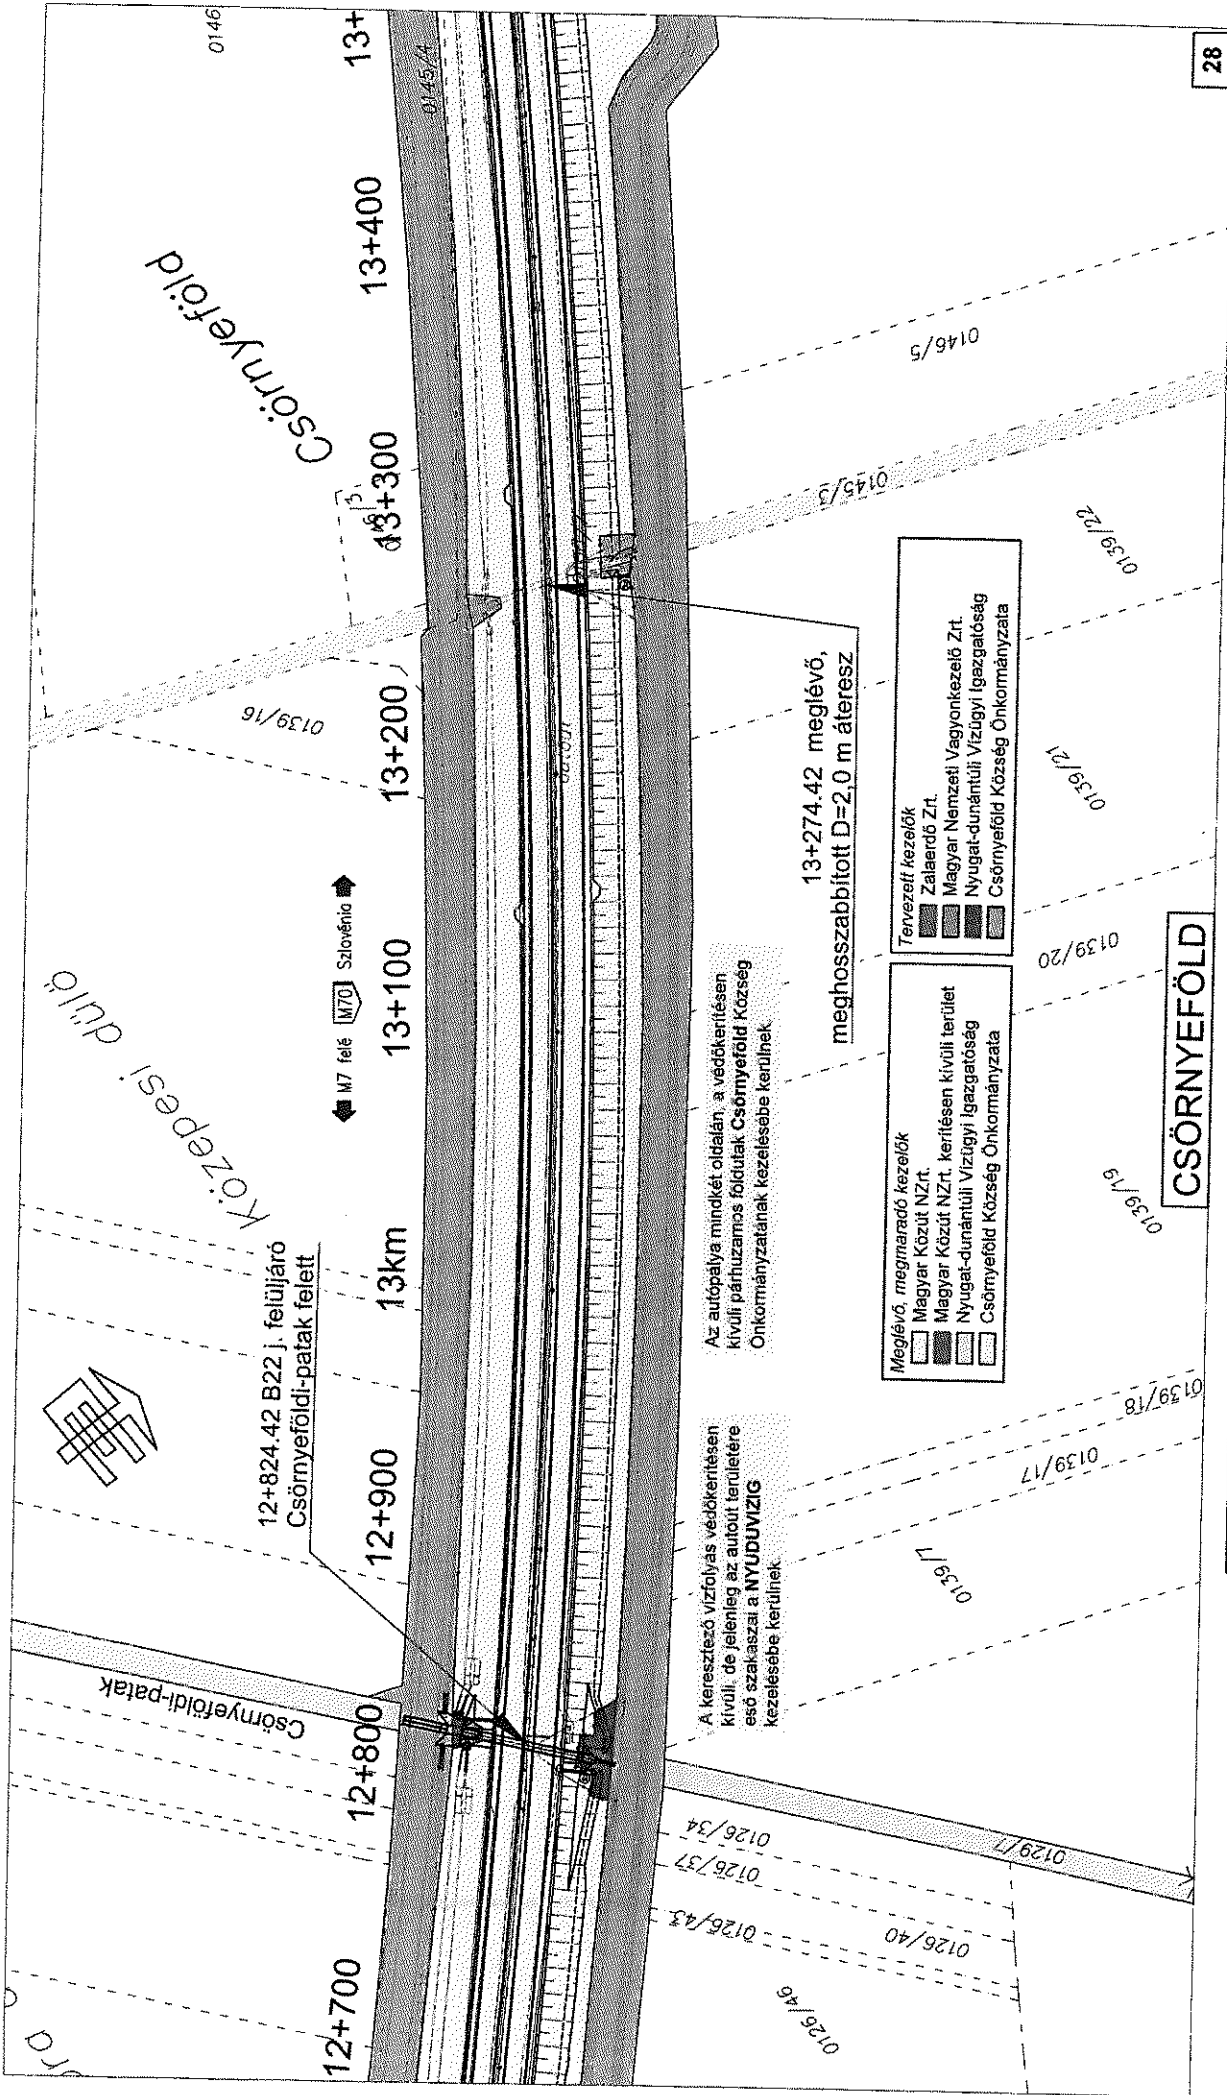 0146
13+
0145/4
28
13+400
Csörnyeföld
13+300
0146/5
0145/3
0139/22
0139/16
13+200
13+274.42 meglévő,
meghosszabbított D=2,0 m áteresz
0139/21
Tervezett kezelők
Zalaerdő Zrt.
Magyar Nemzeti Vagyonkezelő Zrt.
Nyugat-dunántúli Vízügyi Igazgatóság
Csörnyeföld Község Önkormányzata
M7 felé M70 Szlovénia
13+100
0139/20
Közepesi dűlő
Az autópálya mindkét oldalán, a védőkerítésen
kívüli párhuzamos földutak Csörnyeföld Község
Önkormányzatának kezelésébe kerülnek.
Meglévő, megmaradó kezelők
Magyar Közút NZrt.
Magyar Közút NZrt. kerítésen kívüli terület
Nyugat-dunántúli Vízügyi Igazgatóság
Csörnyeföld Község Önkormányzata
0139/19
CSÖRNYEFÖLD
13km
12+824.42 B22 j. felüljáró
Csörnyeföldi-patak felett
12+900
A keresztező vízfolyás védőkerítésen
kívüli, de jelenleg az autóút területére
eső szakaszai a NYUDUVIZIG
kezelésébe kerülnek.
0139/18
0139/17
0139/7
Csörnyeföldi-patak
12+800
0126/34
0126/37
0126/43
0126/40
0129/7
0126/46
12+700